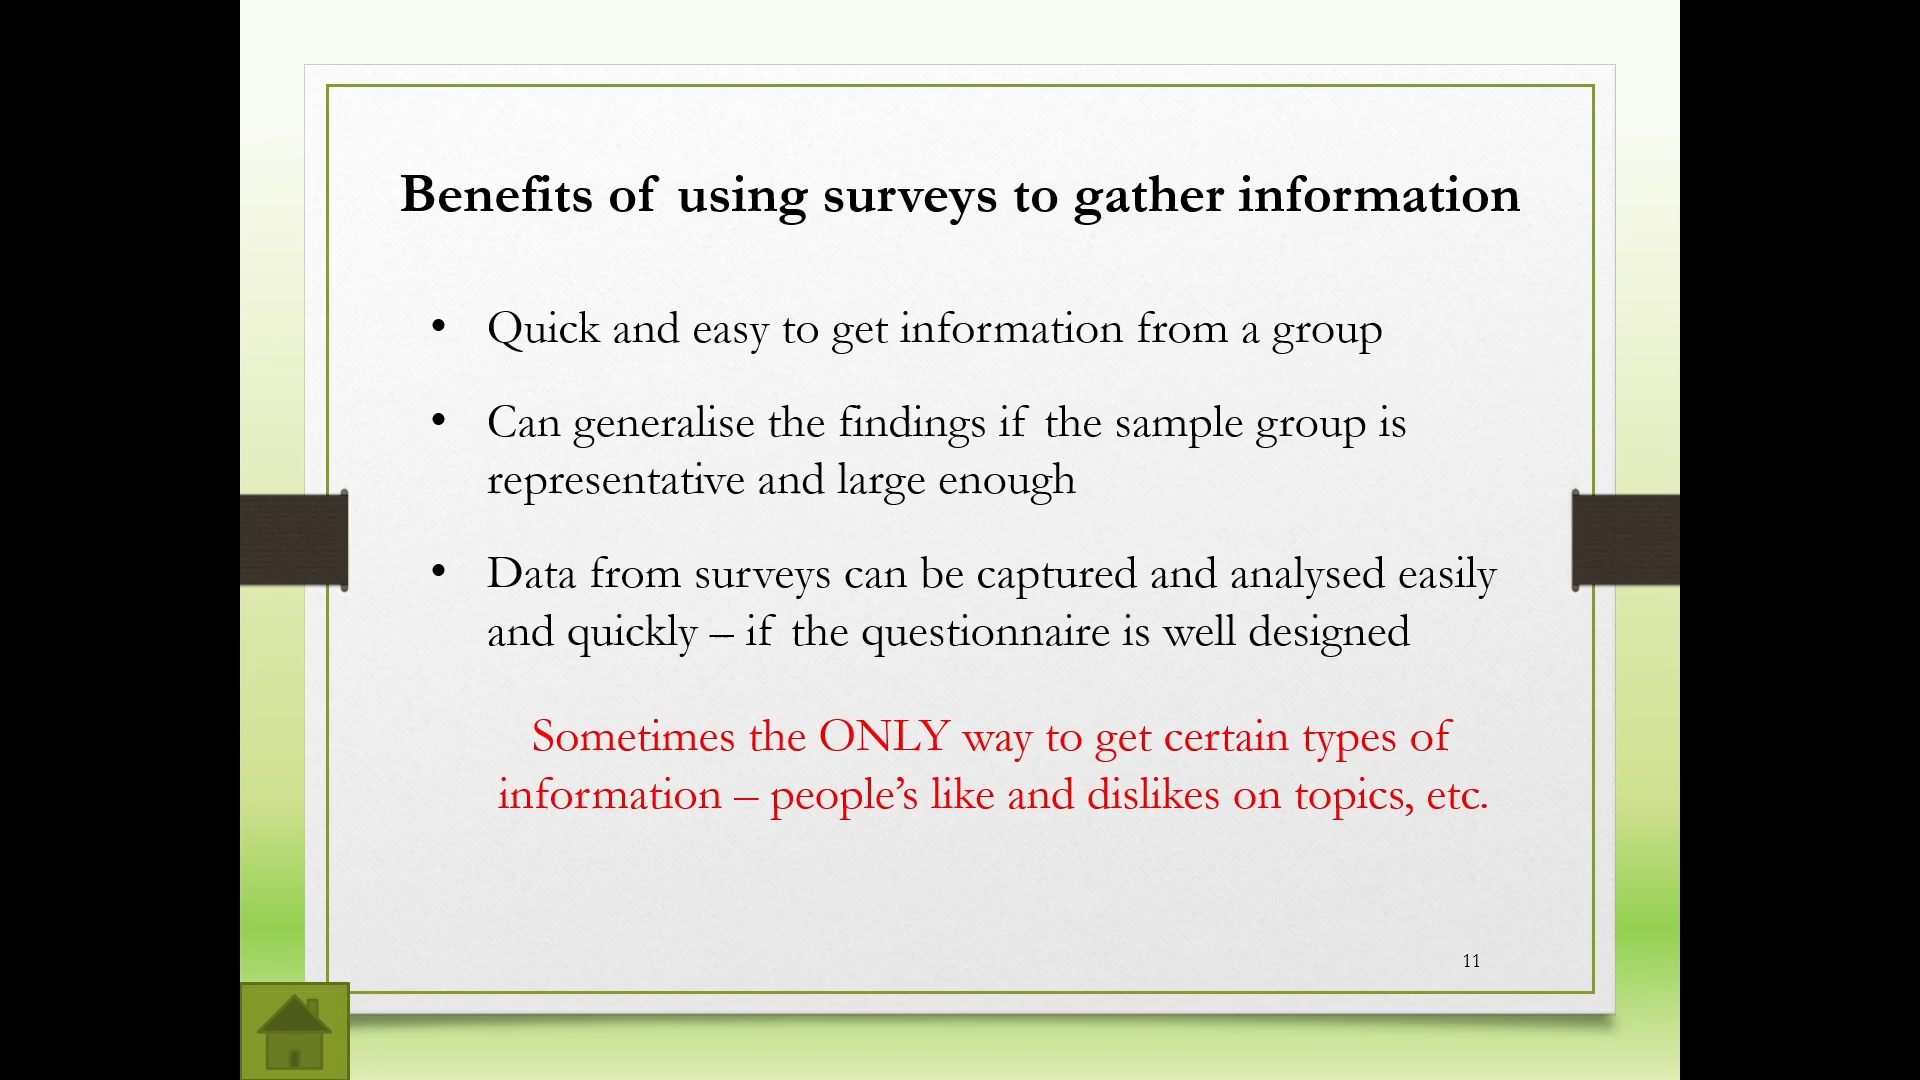 Benefits of using surveys to gather information
• Quick and easy to get information from a group
• Can generalise the findings if the sample group is
representative and large enough
• Data from surveys can be captured and analysed easily
and quickly – if the questionnaire is well designed
Sometimes the ONLY way to get certain types of
information – people’s like and dislikes on topics, etc.
11